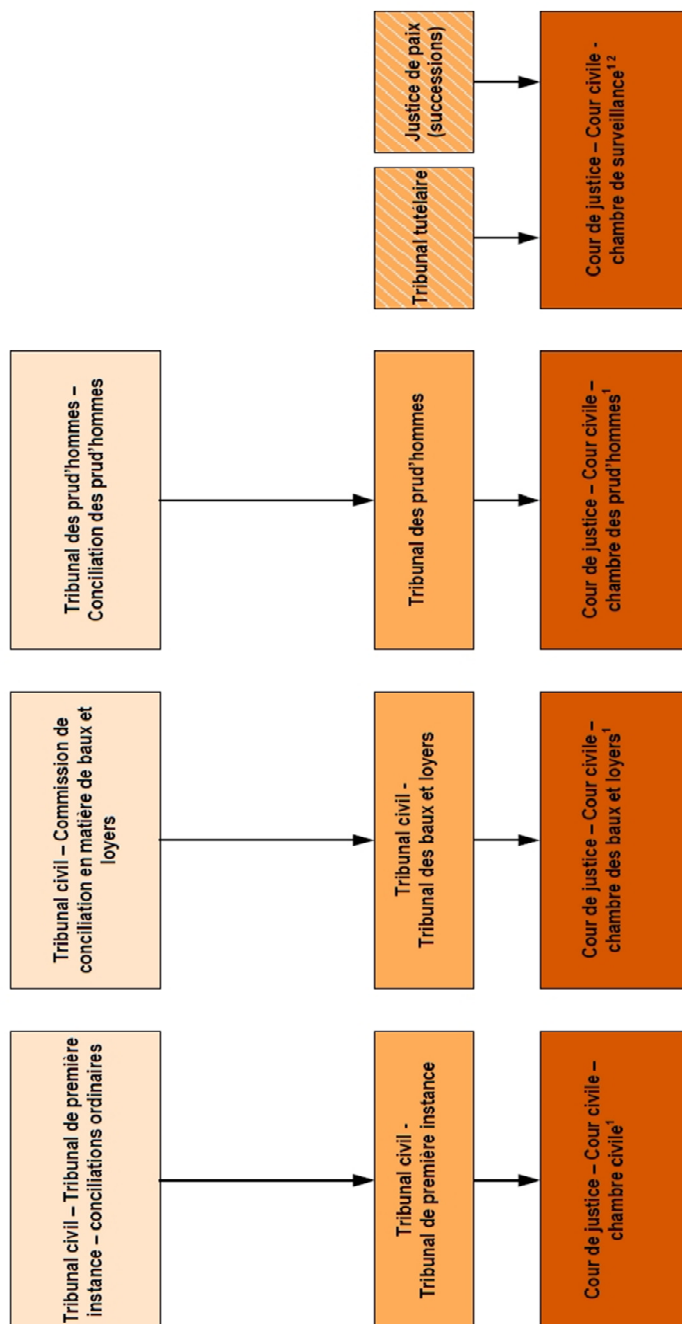 Tribunal civil – Tribunal de première
instance – conciliations ordinaires
Tribunal civil – Commission de
conciliation en matière de baux et
loyers
Tribunal des prud'hommes –
Conciliation des prud'hommes
Tribunal civil -
Tribunal de première instance
Tribunal civil -
Tribunal des baux et loyers
Tribunal des prud'hommes
Tribunal tutélaire
Justice de paix
(successions)
Cour de justice – Cour civile –
chambre civile¹
Cour de justice – Cour civile –
chambre des baux et loyers¹
Cour de justice – Cour civile –
chambre des prud'hommes¹
Cour de justice – Cour civile -
chambre de surveillance¹ ²